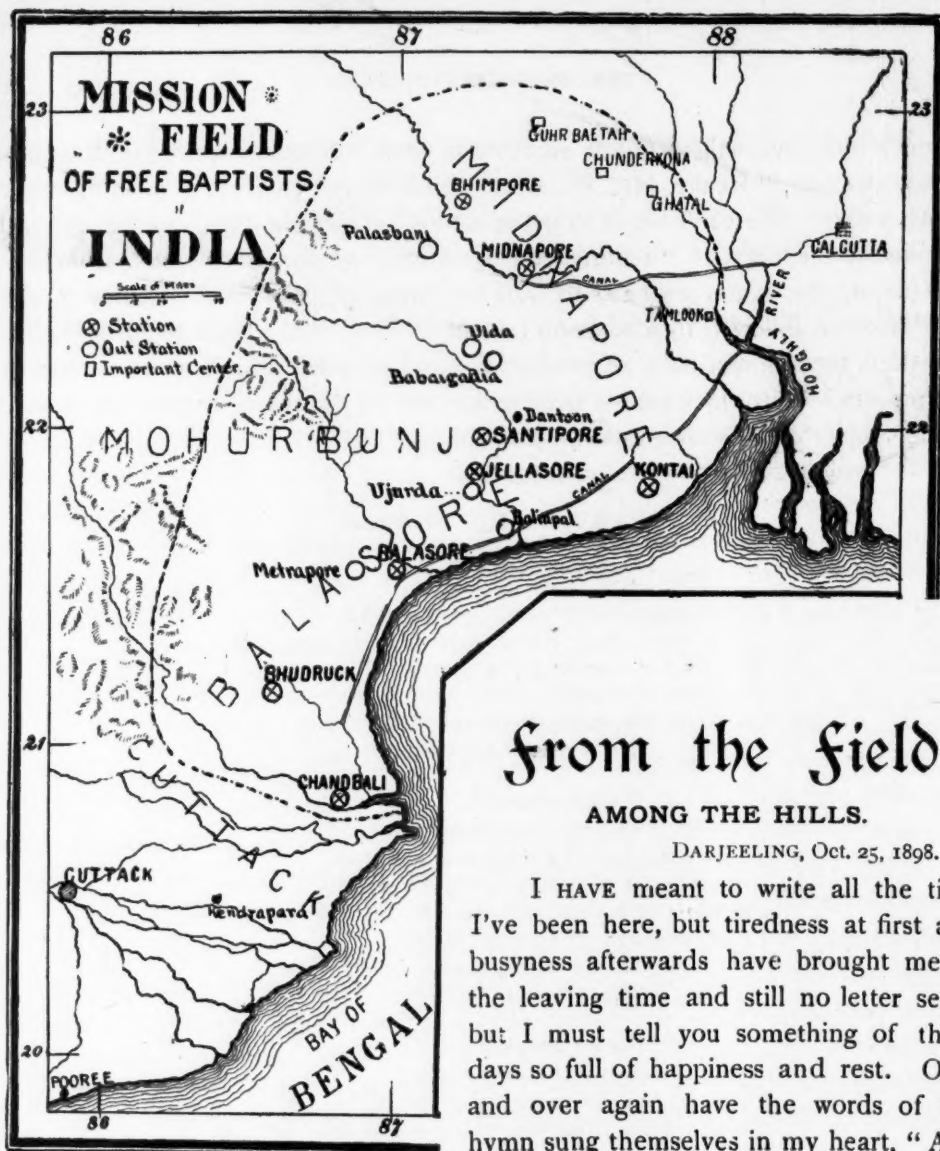 86 87 88
23 23
MISSION
FIELD
OF FREE BAPTISTS
INDIA
Scale of Miles
Station
Out Station
Important Center.
GUHR BAETAH
CHUNDERKONA
GHATAL
BHIMPORE
MIDNAPORE
Palasbani
MIDNAPORE
CANAL
CALCUTTA
TAMLOOK
HOOGHLY RIVER
Babaigadia
Dantoon
22 22
MOHURBUNJ
SANTIPORE
JELLASORE
KONTAI
Ujurda
CANAL
BALASORE
Metrapore
BALASORE
BHUDRUCK
21
CHANDBALI
CUTTACK
CUTTACK
Kendrapara
20
BAY OF
BENGAL
POOREE
86 87
From the Field
AMONG THE HILLS.
DARJEELING, Oct. 25, 1898.
I HAVE meant to write all the
I've been here, but tiredness at first
busyness afterwards have brought me
the leaving time and still no letter
but I must tell you something of
days so full of happiness and rest.
and over again have the words of
hymn sung themselves in my heart, "